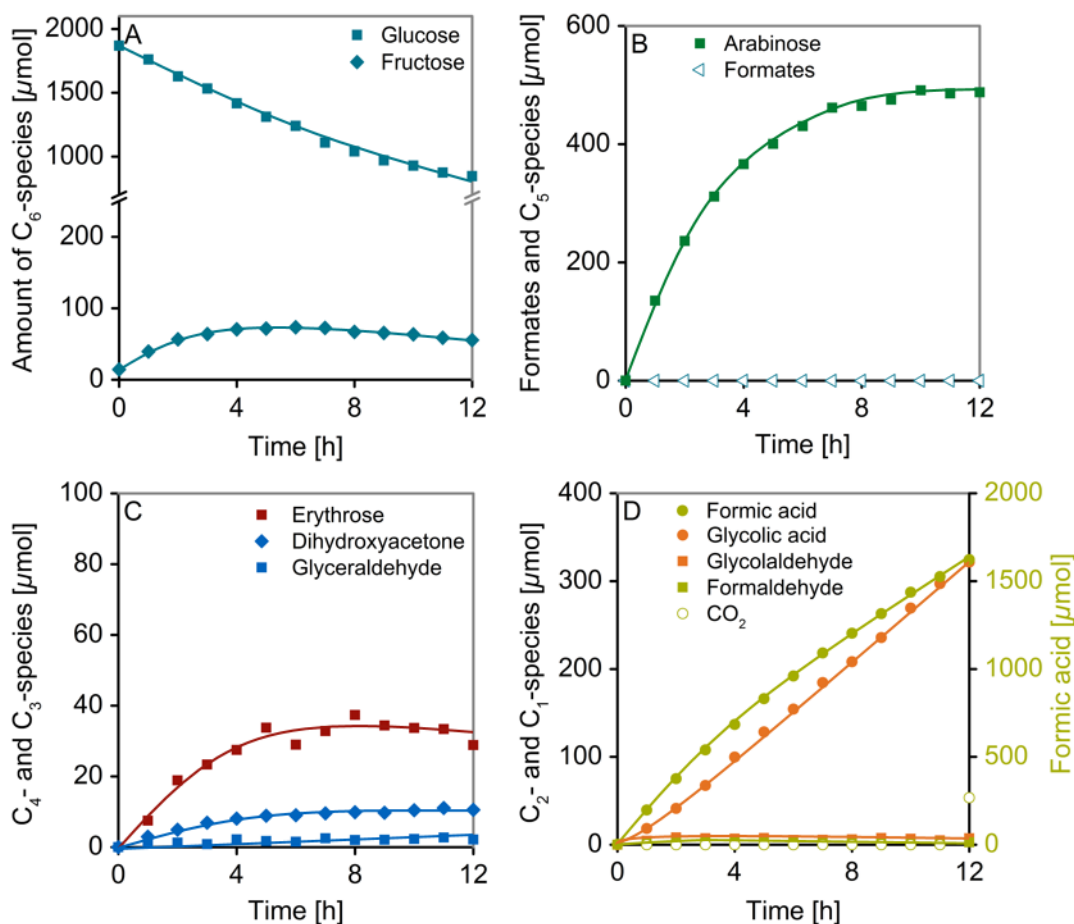 A
Glucose
Fructose
2000
1500
1000
200
100
0
0 4 8 12
Time [h]
Amount of C6-species [µmol]
B
Arabinose
Formates
600
400
200
0
0 4 8 12
Time [h]
Formates and C5-species [µmol]
C
Erythrose
Dihydroxyacetone
Glyceraldehyde
100
80
60
40
20
0
0 4 8 12
Time [h]
C4- and C3-species [µmol]
D
Formic acid
Glycolic acid
Glycolaldehyde
Formaldehyde
CO2
400
300
200
100
0
0 4 8 12
Time [h]
C2- and C1-species [µmol]
2000
1500
1000
500
0
Formic acid [µmol]